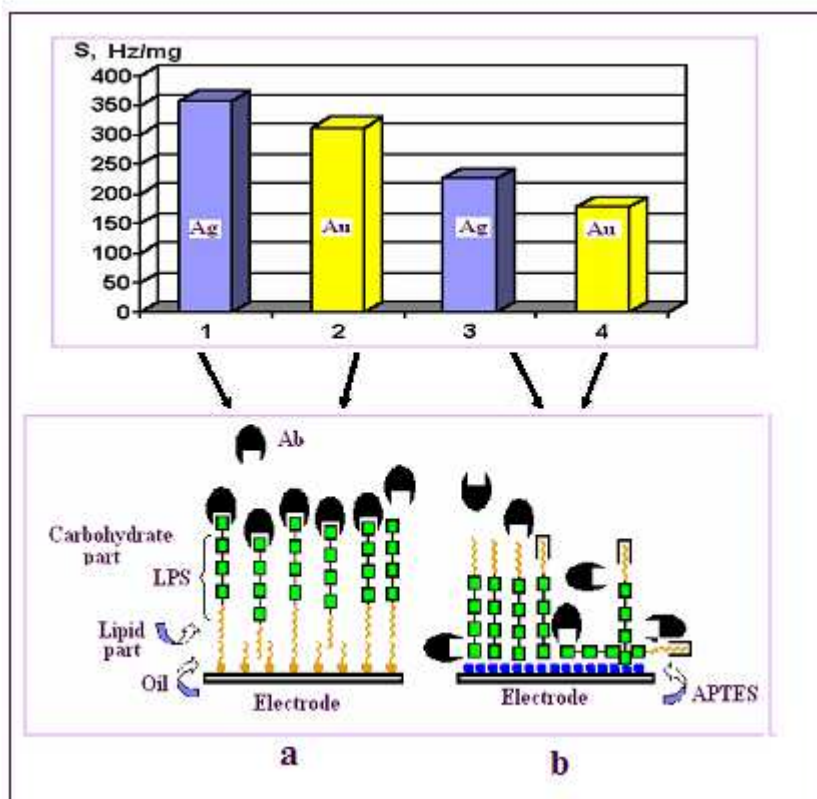 S, Hz/mg
400
350
300
250
200
150
100
50
0
Ag
Au
Ag
Au
1 2 3 4
Ab
Carbohydrate
part
LPS
Lipid
part
Oil
Electrode
Electrode
APTES
a b